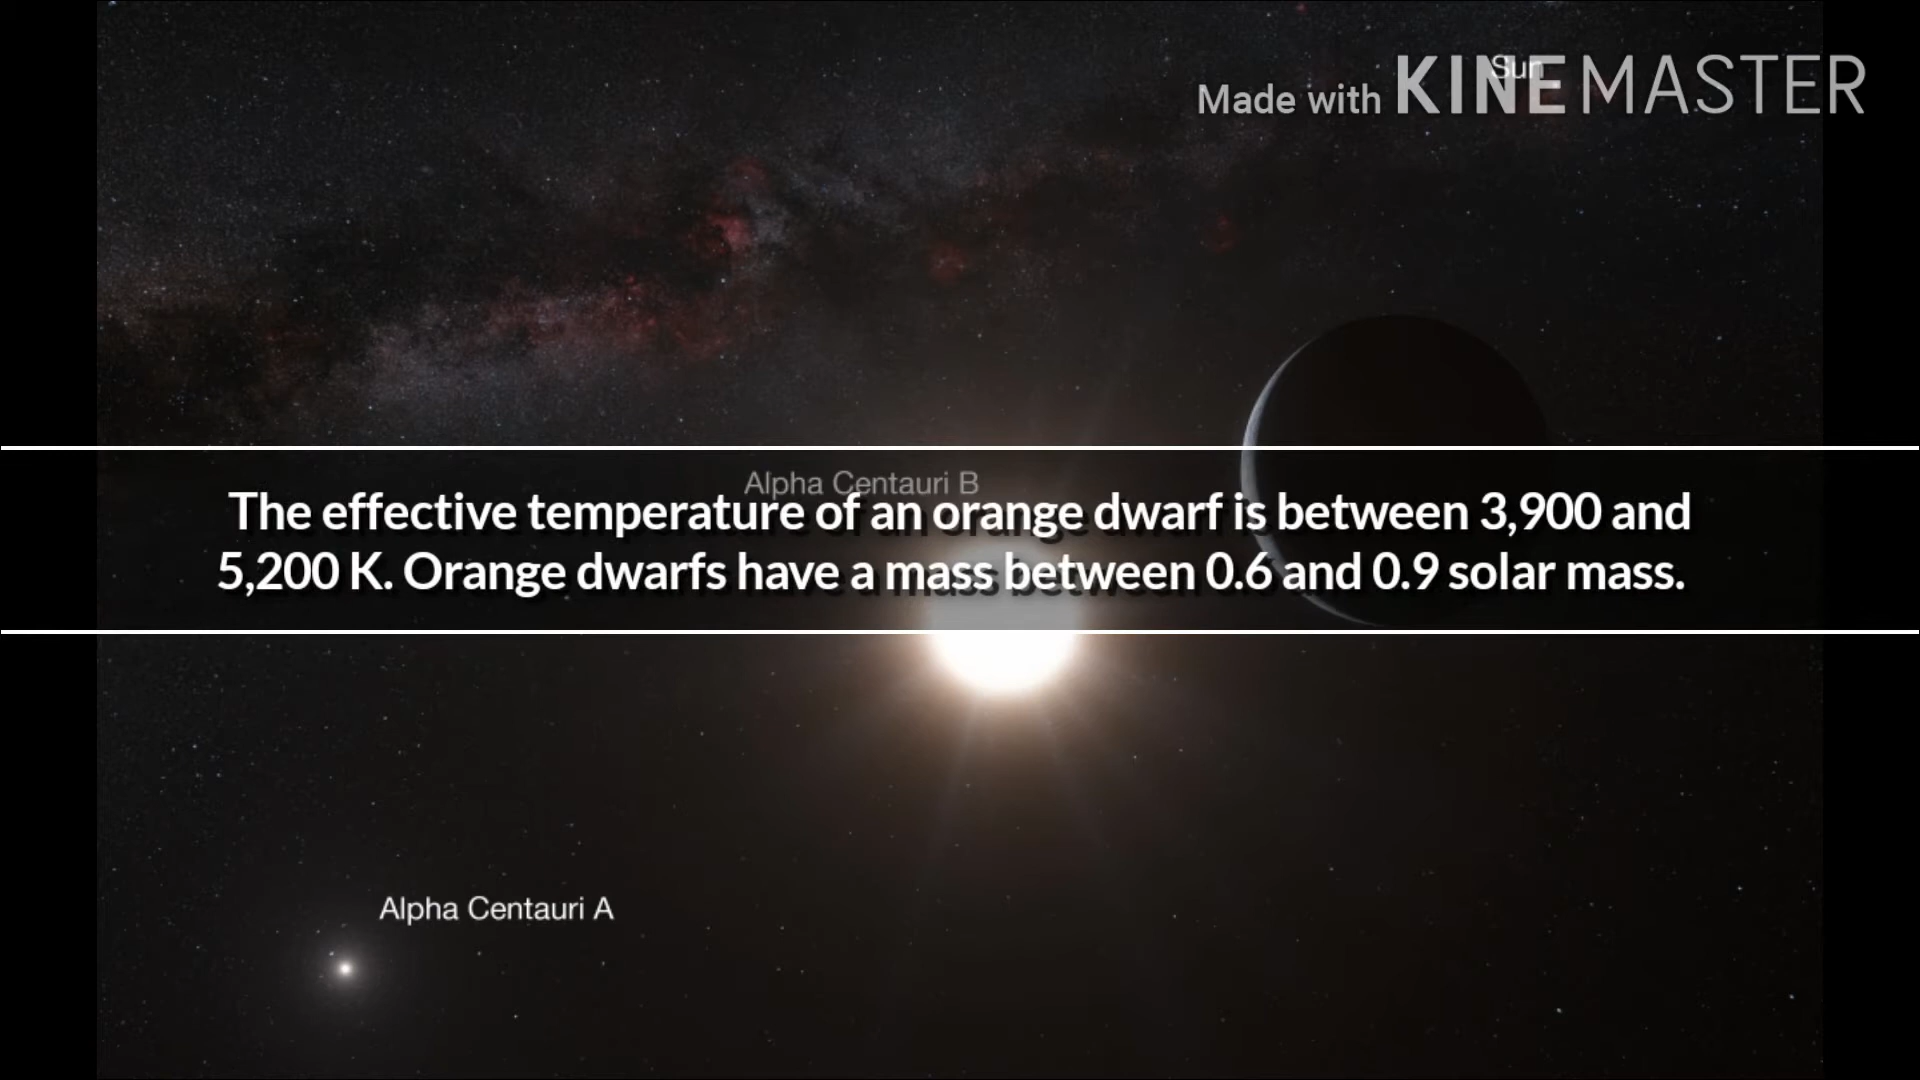 Sun
Made with KINEMASTER
Alpha Centauri B
The effective temperature of an orange dwarf is between 3,900 and
5,200 K. Orange dwarfs have a mass between 0.6 and 0.9 solar mass.
Alpha Centauri A